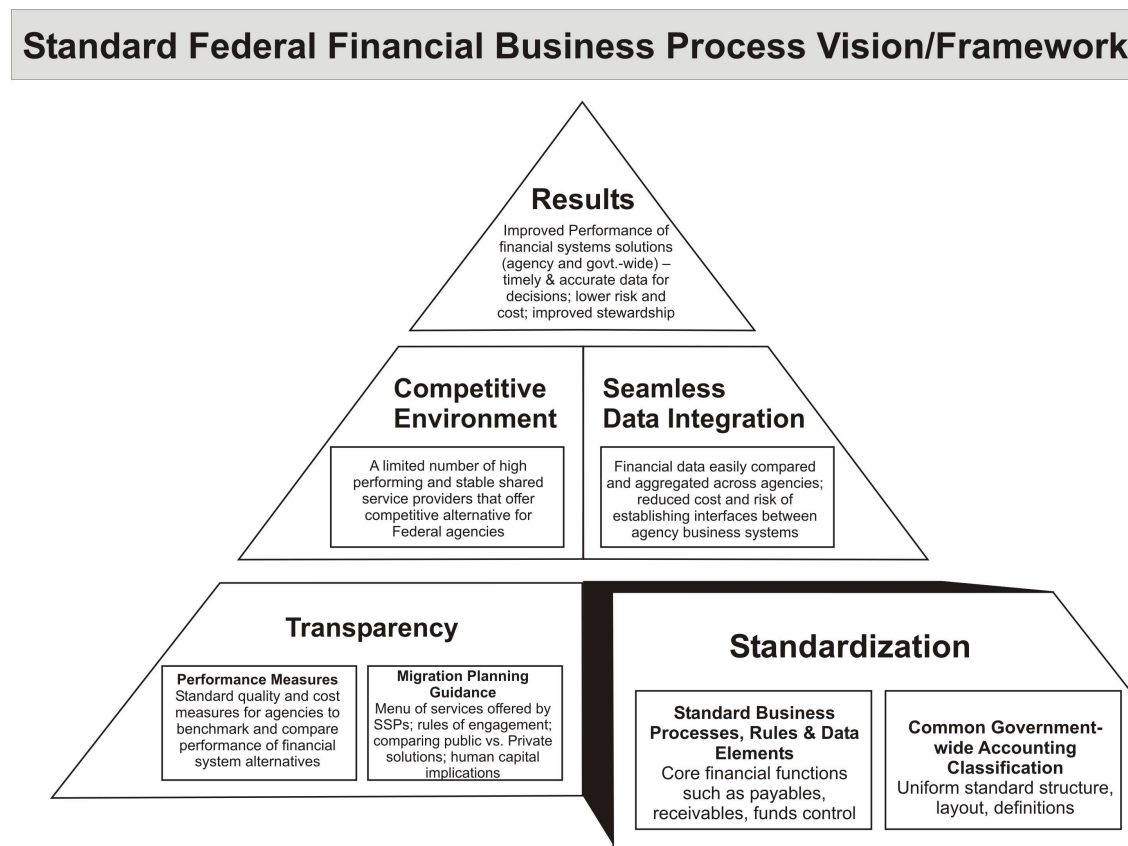 Standard Federal Financial Business Process Vision/Framework
Results
Improved Performance of
financial systems solutions
(agency and govt.-wide) –
timely & accurate data for
decisions; lower risk and
cost; improved stewardship
Competitive
Environment
A limited number of high
performing and stable shared
service providers that offer
competitive alternative for
Federal agencies
Seamless
Data Integration
Financial data easily compared
and aggregated across agencies;
reduced cost and risk of
establishing interfaces between
agency business systems
Transparency
Performance Measures
Standard quality and cost
measures for agencies to
benchmark and compare
performance of financial
system alternatives
Migration Planning
Guidance
Menu of services offered by
SSPs; rules of engagement;
comparing public vs. Private
solutions; human capital
implications
Standardization
Standard Business
Processes, Rules & Data
Elements
Core financial functions
such as payables,
receivables, funds control
Common Government-
wide Accounting
Classification
Uniform standard structure,
layout, definitions